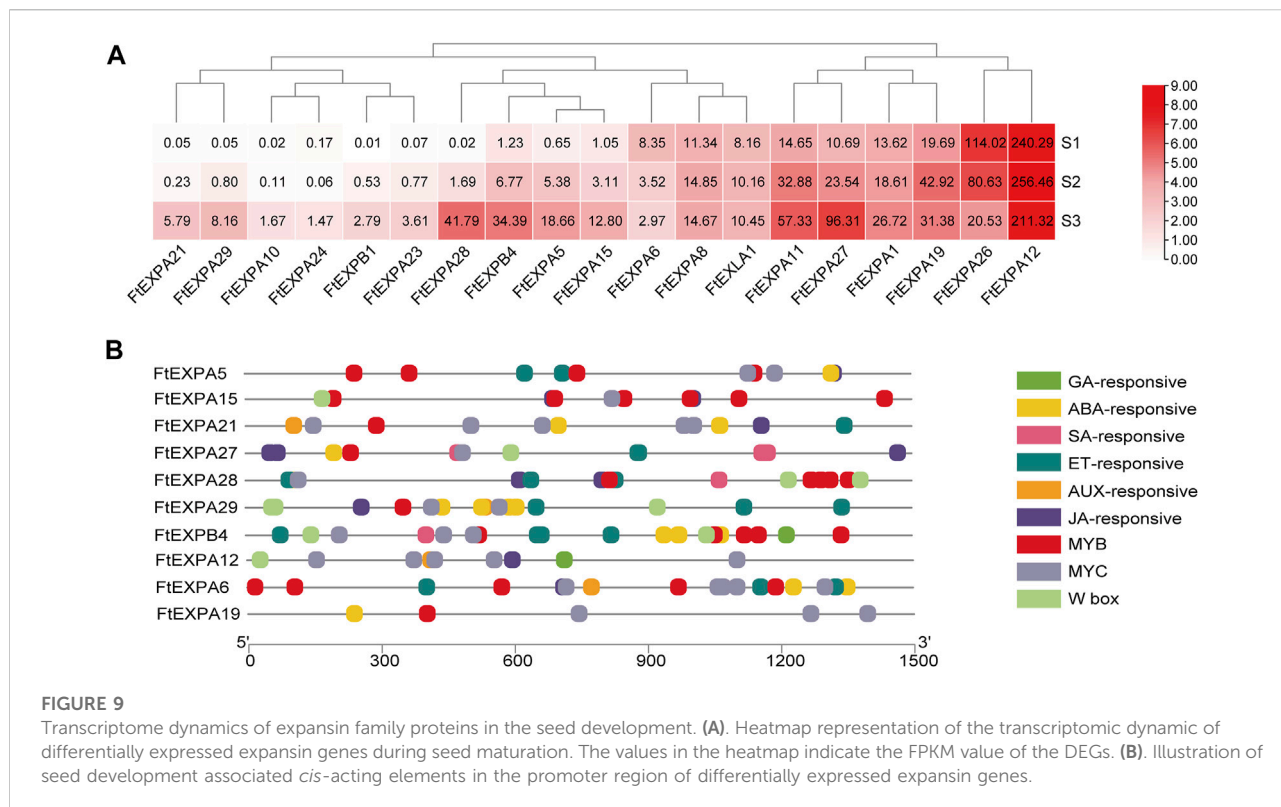 A
9.00
8.00
7.00
6.00
5.00
4.00
3.00
2.00
1.00
0.00
0.05 0.05 0.02 0.17 0.01 0.07 0.02 1.23 0.65 1.05 8.35 11.34 8.16 14.65 10.69 13.62 19.69 114.02 240.29 S1
0.23 0.80 0.11 0.06 0.53 0.77 1.69 6.77 5.38 3.11 3.52 14.85 10.16 32.88 23.54 18.61 42.92 80.63 256.46 S2
5.79 8.16 1.67 1.47 2.79 3.61 41.79 34.39 18.66 12.80 2.97 14.67 10.45 57.33 96.31 26.72 31.38 20.53 211.32 S3
FtEXPA21 FtEXPA29 FtEXPA10 FtEXPA24 FtEXPB1 FtEXPA23 FtEXPA28 FtEXPB4 FtEXPA5 FtEXPA15 FtEXPA6 FtEXPA8 FtEXLA1 FtEXPA11 FtEXPA27 FtEXPA1 FtEXPA19 FtEXPA26 FtEXPA12
B
FtEXPA5
FtEXPA15
FtEXPA21
FtEXPA27
FtEXPA28
FtEXPA29
FtEXPB4
FtEXPA12
FtEXPA6
FtEXPA19
5' 3'
0 300 600 900 1200 1500
GA-responsive
ABA-responsive
SA-responsive
ET-responsive
AUX-responsive
JA-responsive
MYB
MYC
W box
FIGURE 9
Transcriptome dynamics of expansin family proteins in the seed development. (A). Heatmap representation of the transcriptomic dynamic of
differentially expressed expansin genes during seed maturation. The values in the heatmap indicate the FPKM value of the DEGs. (B). Illustration of
seed development associated cis-acting elements in the promoter region of differentially expressed expansin genes.